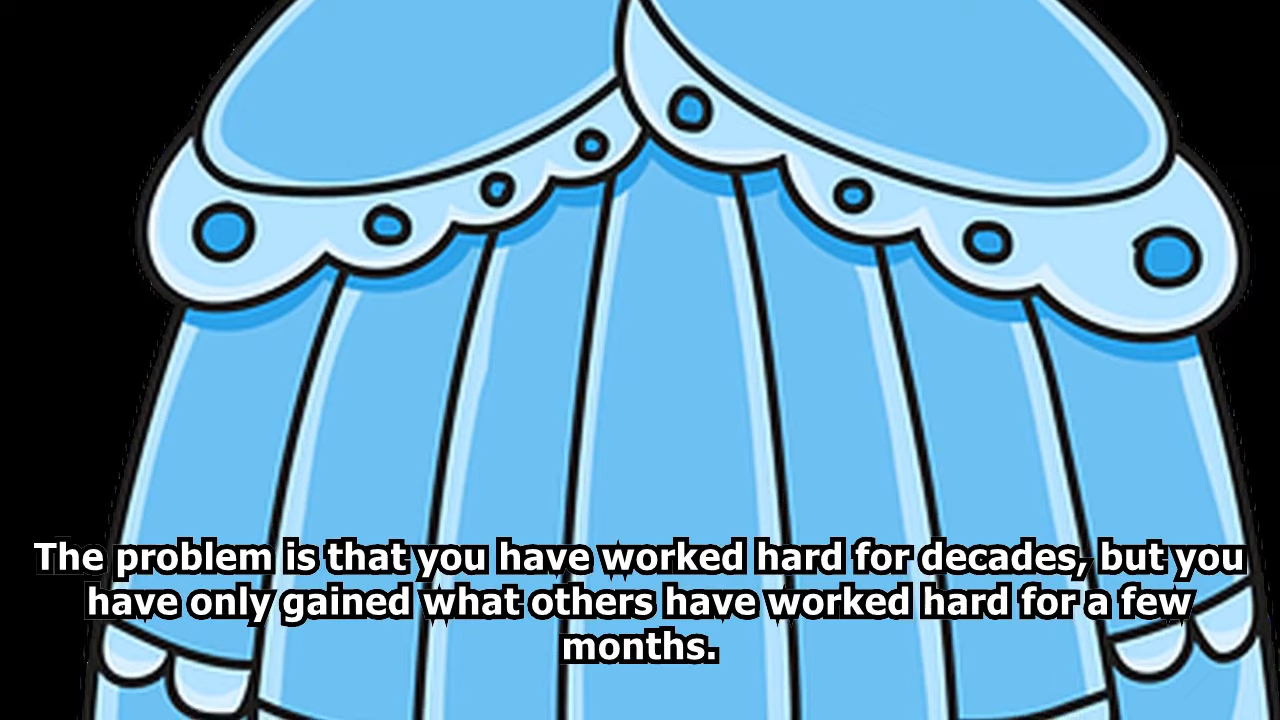 The problem is that you have worked hard for decades, but you
have only gained what others have worked hard for a few
months.